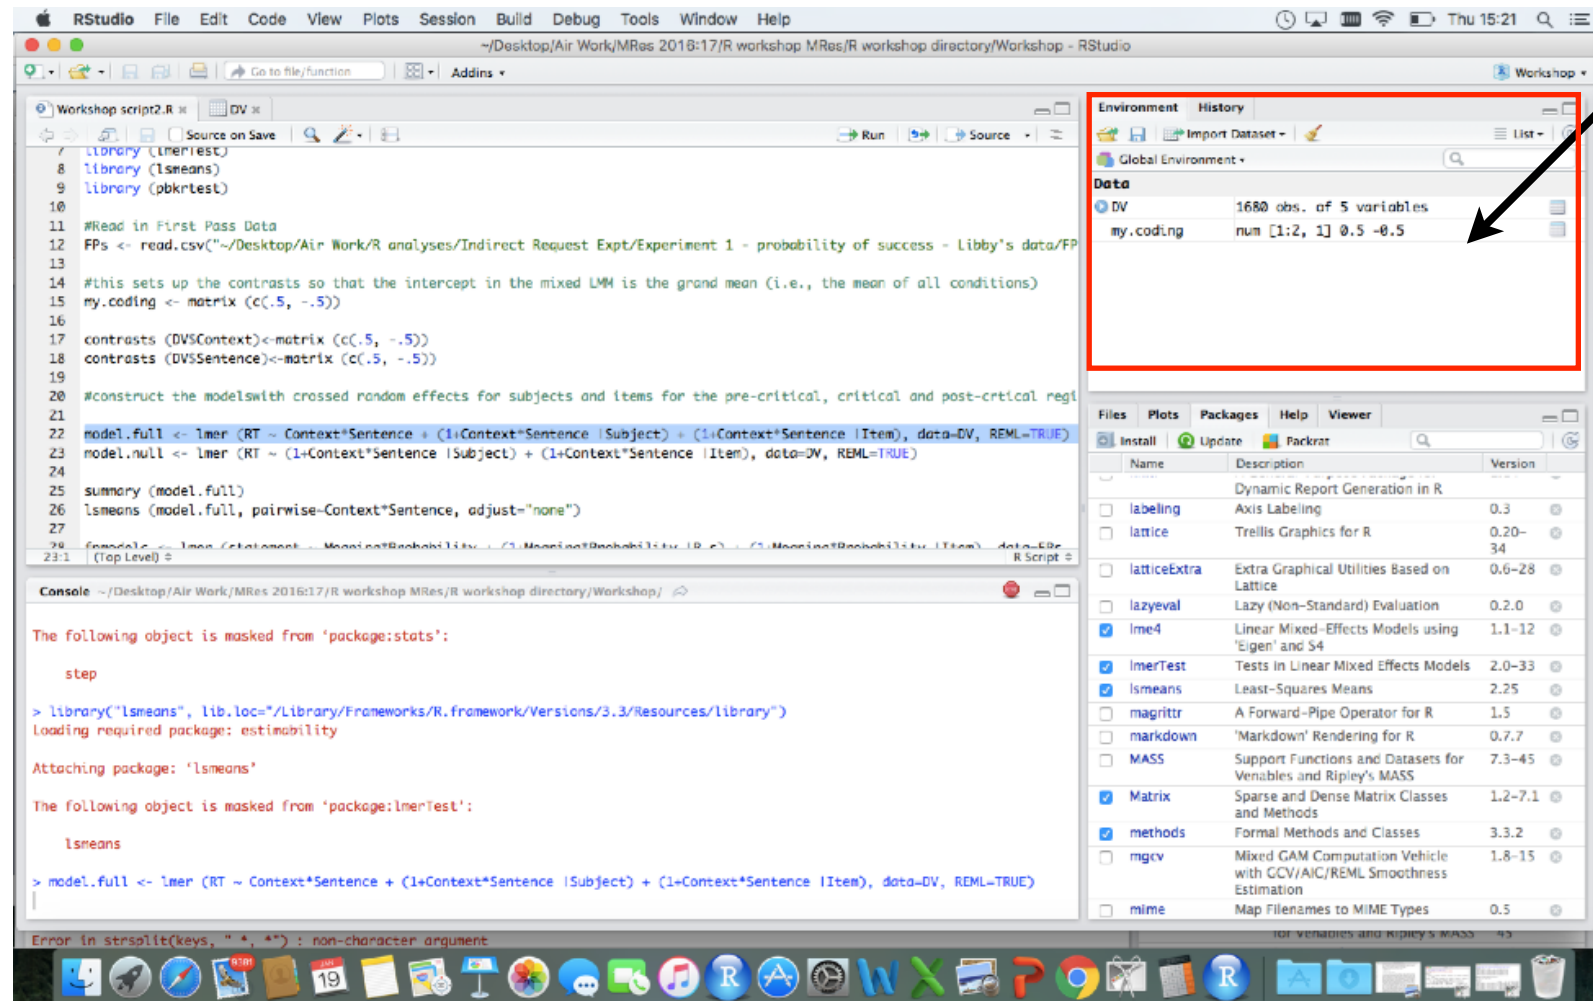 RStudio File Edit Code View Plots Session Build Debug Tools Window Help Thu 15:21
~/Desktop/Air Work/MRes 2016:17/R workshop MRes/R workshop directory/Workshop - RStudio
Go to file/function Addins Workshop
Workshop script2.R DV
Source on Save Run Source
7 library (lmerTest)
8 library (lsmeans)
9 library (pbkrtest)
10
11 #Read in First Pass Data
12 FPs <- read.csv("~/Desktop/Air Work/R analyses/Indirect Request Expt/Experiment 1 - probability of success - Libby's data/FP
13
14 #this sets up the contrasts so that the intercept in the mixed LMM is the grand mean (i.e., the mean of all conditions)
15 my.coding <- matrix (c(.5, -.5))
16
17 contrasts (DV$Context)<-matrix (c(.5, -.5))
18 contrasts (DV$Sentence)<-matrix (c(.5, -.5))
19
20 #construct the modelswith crossed random effects for subjects and items for the pre-critical, critical and post-crtical regi
21
22 model.full <- lmer (RT ~ Context*Sentence + (1+Context*Sentence |Subject) + (1+Context*Sentence |Item), data=DV, REML=TRUE)
23 model.null <- lmer (RT ~ (1+Context*Sentence |Subject) + (1+Context*Sentence |Item), data=DV, REML=TRUE)
24
25 summary (model.full)
26 lsmeans (model.full, pairwise~Context*Sentence, adjust="none")
27
28
23:1 (Top Level) R Script
Console ~/Desktop/Air Work/MRes 2016:17/R workshop MRes/R workshop directory/Workshop/
The following object is masked from ‘package:stats’:
step
> library("lsmeans", lib.loc="/Library/Frameworks/R.framework/Versions/3.3/Resources/library")
Loading required package: estimability
Attaching package: ‘lsmeans’
The following object is masked from ‘package:lmerTest’:
lsmeans
> model.full <- lmer (RT ~ Context*Sentence + (1+Context*Sentence |Subject) + (1+Context*Sentence |Item), data=DV, REML=TRUE)
Error in strsplit(keys, " *, *") : non-character argument
Environment History
Import Dataset List
Global Environment
Data
DV 1680 obs. of 5 variables
my.coding num [1:2, 1] 0.5 -0.5
Files Plots Packages Help Viewer
Install Update Packrat
Name Description Version
Dynamic Report Generation in R
labeling Axis Labeling 0.3
lattice Trellis Graphics for R 0.20-
34
latticeExtra Extra Graphical Utilities Based on 0.6-28
Lattice
lazyeval Lazy (Non-Standard) Evaluation 0.2.0
lme4 Linear Mixed-Effects Models using 1.1-12
'Eigen' and S4
lmerTest Tests in Linear Mixed Effects Models 2.0-33
lsmeans Least-Squares Means 2.25
magrittr A Forward-Pipe Operator for R 1.5
markdown 'Markdown' Rendering for R 0.7.7
MASS Support Functions and Datasets for 7.3-45
Venables and Ripley's MASS
Matrix Sparse and Dense Matrix Classes 1.2-7.1
and Methods
methods Formal Methods and Classes 3.3.2
mgcv Mixed GAM Computation Vehicle 1.8-15
with GCV/AIC/REML Smoothness
Estimation
mime Map Filenames to MIME Types 0.5
for Venables and Ripley's MASS 45
9381
19